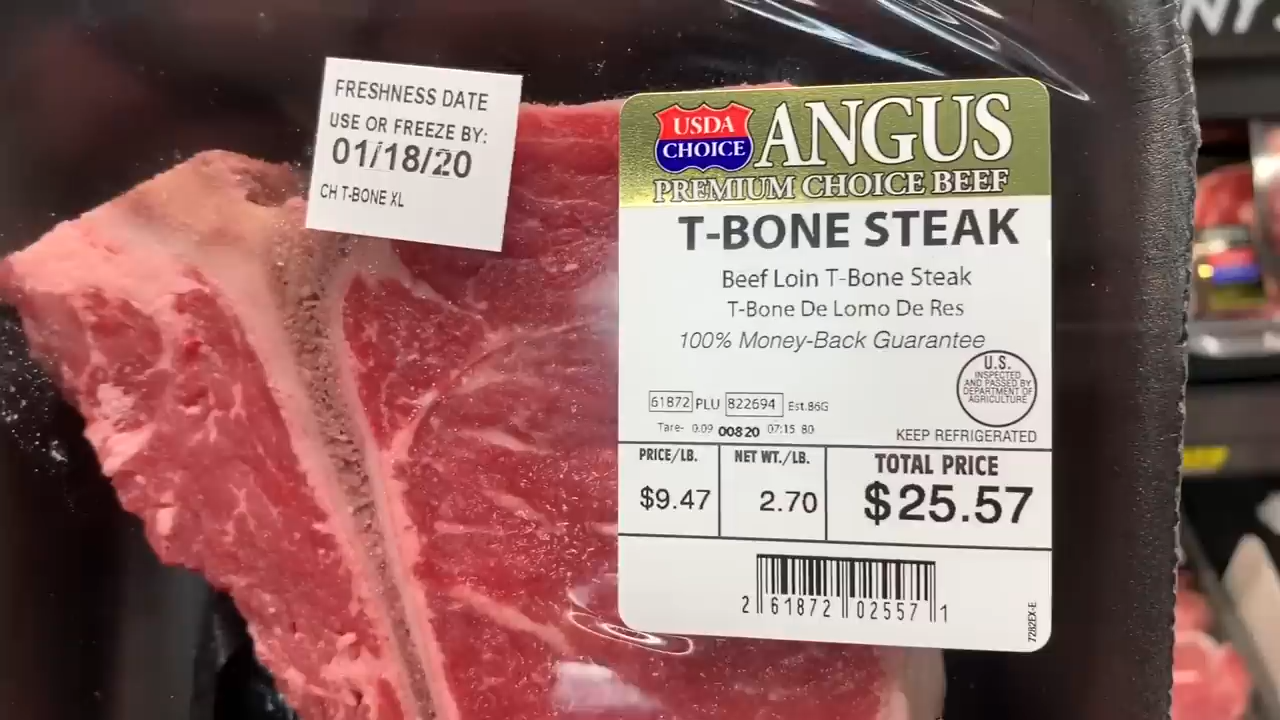 FRESHNESS DATE
USE OR FREEZE BY:
01/18/20
CH T-BONE XL
USDA
CHOICE
ANGUS
PREMIUM CHOICE BEEF
T-BONE STEAK
Beef Loin T-Bone Steak
T-Bone De Lomo De Res
100% Money-Back Guarantee
U.S.
INSPECTED
AND PASSED BY
DEPARTMENT OF
AGRICULTURE
61872 PLU 822694 Est.86G
Tare- 0.09 00820 07:15 80
KEEP REFRIGERATED
PRICE/LB. NET WT./LB. TOTAL PRICE
$9.47 2.70 $25.57
2 61872 02557 1
7282EX-E